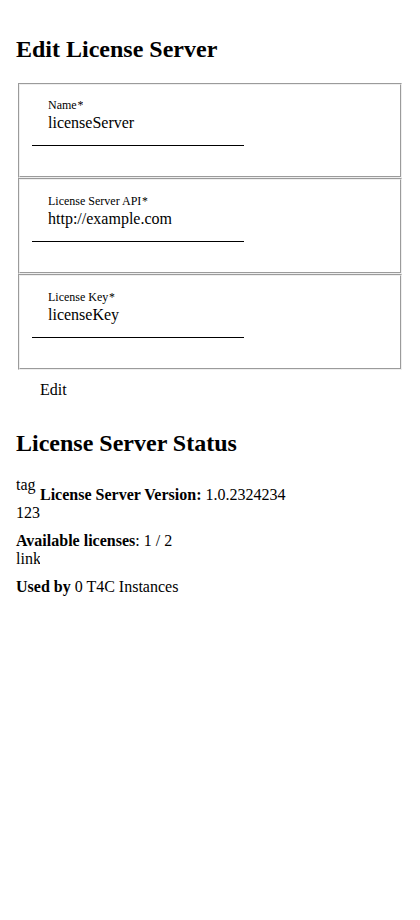 Edit License Server
Name*
licenseServer
License Server API*
http://example.com
License Key*
licenseKey
Edit
License Server Status
tag License Server Version: 1.0.2324234
123
Available licenses: 1 / 2
link
Used by 0 T4C Instances